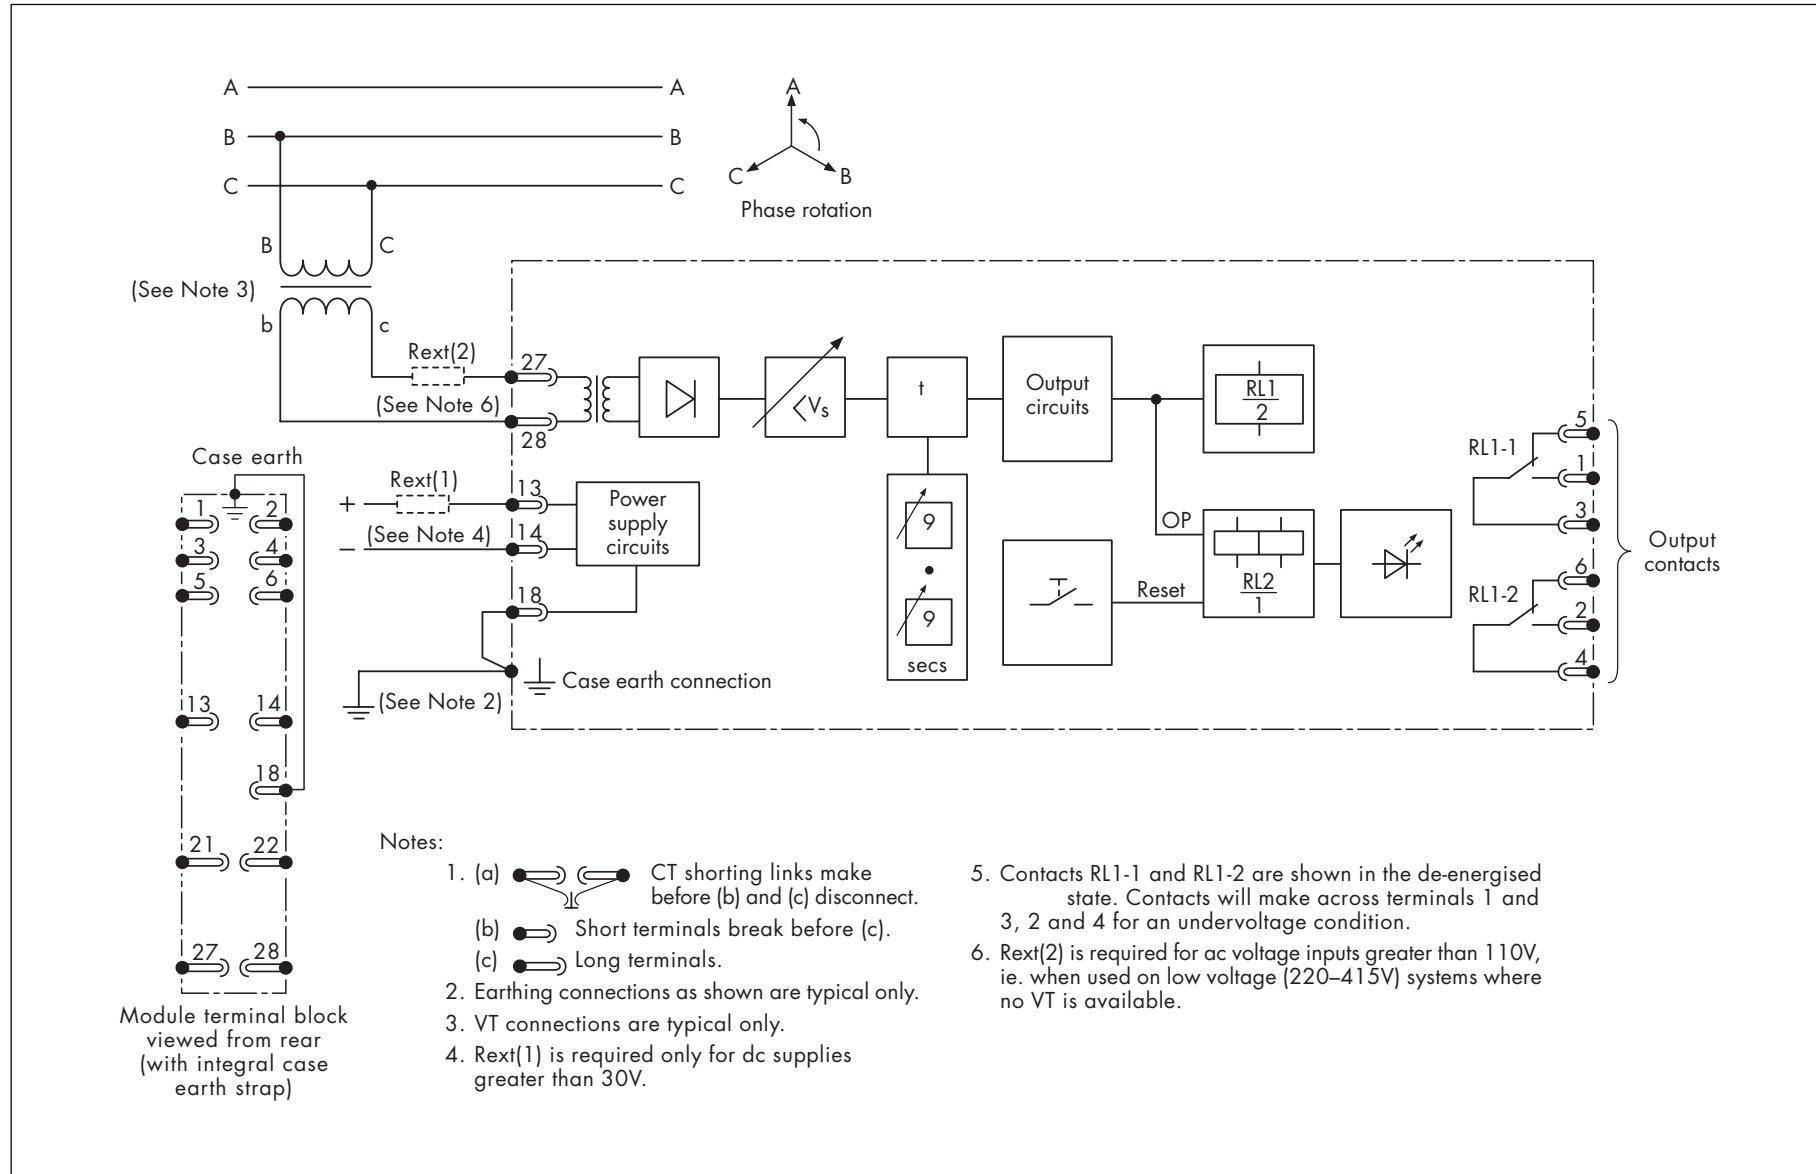 A A
A
B B
C C
C B
Phase rotation
B C
(See Note 3)
b c
Rext(2)
27
(See Note 6)
28
<Vs
t
Output
circuits
RL1
2
Case earth
Rext(1)
+
13
(See Note 4)
−
14
Power
supply
circuits
18
Case earth connection
(See Note 2)
9
9
secs
OP
RL2
1
Reset
RL1-1
5
1
3
RL1-2
6
2
4
Output
contacts
1 2
3 4
5 6
13 14
18
21 22
27 28
Module terminal block
viewed from rear
(with integral case
earth strap)
Notes:
1. (a) CT shorting links make
before (b) and (c) disconnect.
(b) Short terminals break before (c).
(c) Long terminals.
2. Earthing connections as shown are typical only.
3. VT connections are typical only.
4. Rext(1) is required only for dc supplies
greater than 30V.
5. Contacts RL1-1 and RL1-2 are shown in the de-energised
state. Contacts will make across terminals 1 and
3, 2 and 4 for an undervoltage condition.
6. Rext(2) is required for ac voltage inputs greater than 110V,
ie. when used on low voltage (220–415V) systems where
no VT is available.